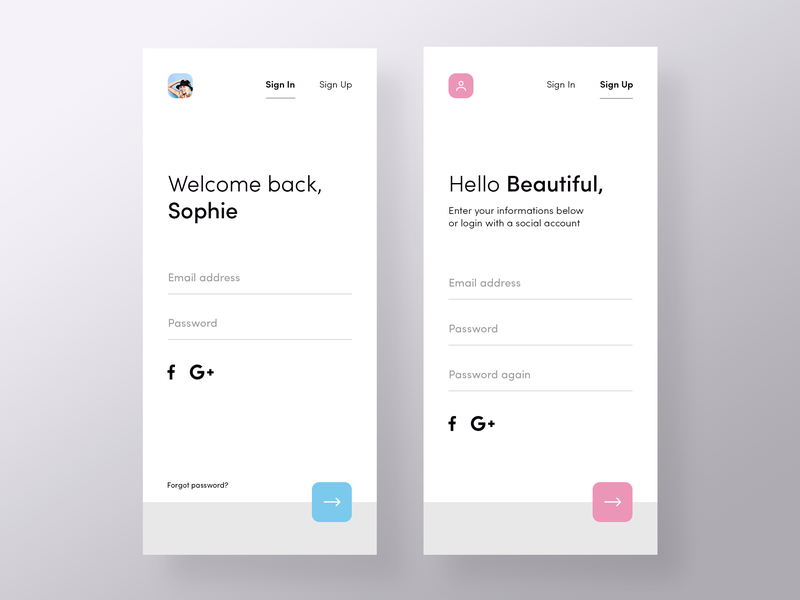 Sign In
Sign Up
Welcome back,
Sophie
Email address
Password
f G+
Forgot password?
Sign In
Sign Up
Hello Beautiful,
Enter your informations below
or login with a social account
Email address
Password
Password again
f G+